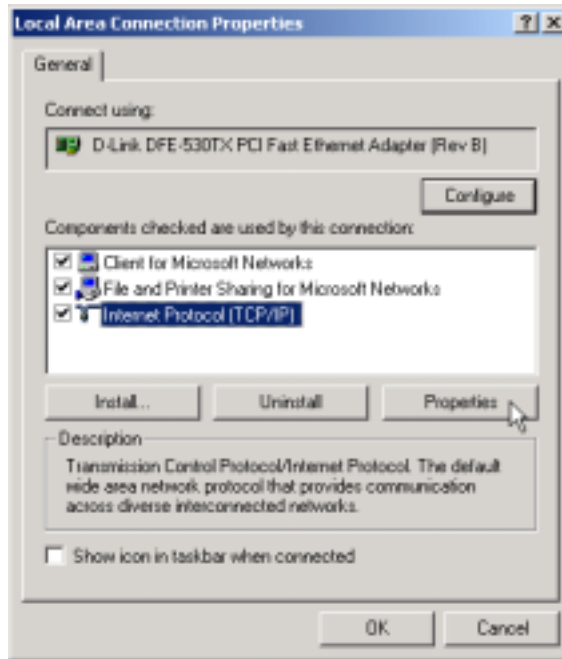 Local Area Connection Properties
General
Connect using:
D-Link DFE-530TX PCI Fast Ethernet Adapter (Rev B)
Configure
Components checked are used by this connection:
Client for Microsoft Networks
File and Printer Sharing for Microsoft Networks
Internet Protocol (TCP/IP)
Install... Uninstall Properties
Description
Transmission Control Protocol/Internet Protocol. The default
wide area network protocol that provides communication
across diverse interconnected networks.
Show icon in taskbar when connected
OK Cancel